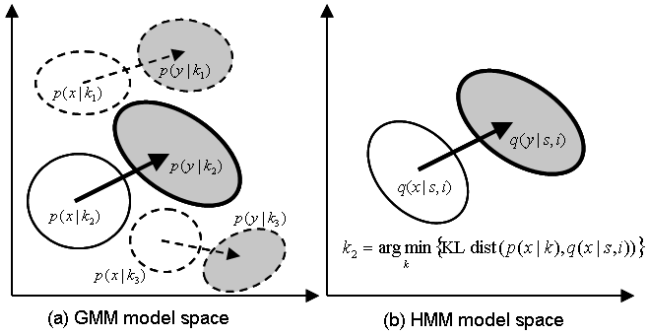 p(y|k₁)
p(x|k₁)
p(y|k₂)
p(x|k₂)
p(y|k₃)
p(x|k₃)
(a) GMM model space
q(y|s,i)
q(x|s,i)
k₂ = arg min {KL dist(p(x|k),q(x|s,i))}
k
(b) HMM model space